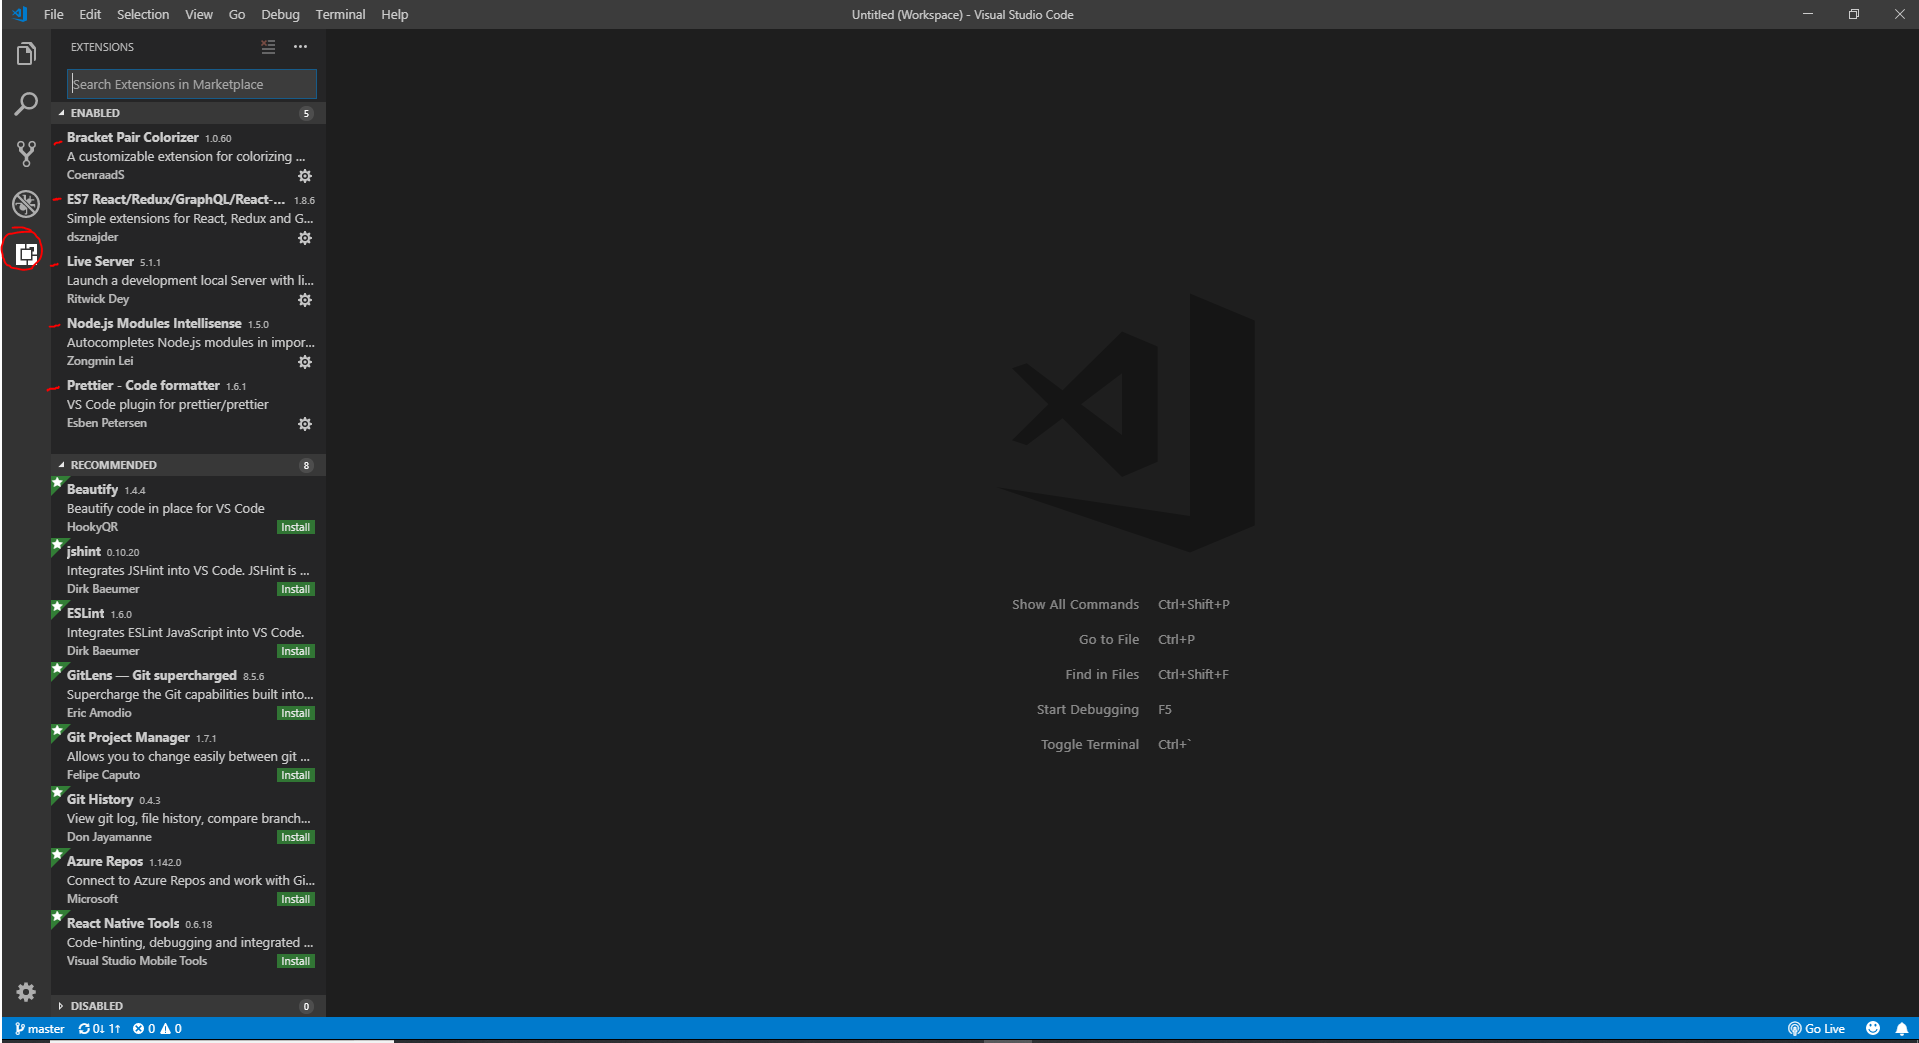 File Edit Selection View Go Debug Terminal Help
Untitled (Workspace) - Visual Studio Code
EXTENSIONS
Search Extensions in Marketplace
ENABLED 5
Bracket Pair Colorizer 1.0.60
A customizable extension for colorizing ...
CoenraadS
ES7 React/Redux/GraphQL/React-... 1.8.6
Simple extensions for React, Redux and G...
dsznajder
Live Server 5.1.1
Launch a development local Server with li...
Ritwick Dey
Node.js Modules Intellisense 1.5.0
Autocompletes Node.js modules in impor...
Zongmin Lei
Prettier - Code formatter 1.6.1
VS Code plugin for prettier/prettier
Esben Petersen
RECOMMENDED 8
Beautify 1.4.4
Beautify code in place for VS Code
HookyQR Install
jshint 0.10.20
Integrates JSHint into VS Code. JSHint is ...
Dirk Baeumer Install
ESLint 1.6.0
Integrates ESLint JavaScript into VS Code.
Dirk Baeumer Install
GitLens — Git supercharged 8.5.6
Supercharge the Git capabilities built into...
Eric Amodio Install
Git Project Manager 1.7.1
Allows you to change easily between git ...
Felipe Caputo Install
Git History 0.4.3
View git log, file history, compare branch...
Don Jayamanne Install
Azure Repos 1.142.0
Connect to Azure Repos and work with Gi...
Microsoft Install
React Native Tools 0.6.18
Code-hinting, debugging and integrated ...
Visual Studio Mobile Tools Install
DISABLED 0
Show All Commands Ctrl+Shift+P
Go to File Ctrl+P
Find in Files Ctrl+Shift+F
Start Debugging F5
Toggle Terminal Ctrl+`
master 0↓ 1↑ 0 0
Go Live